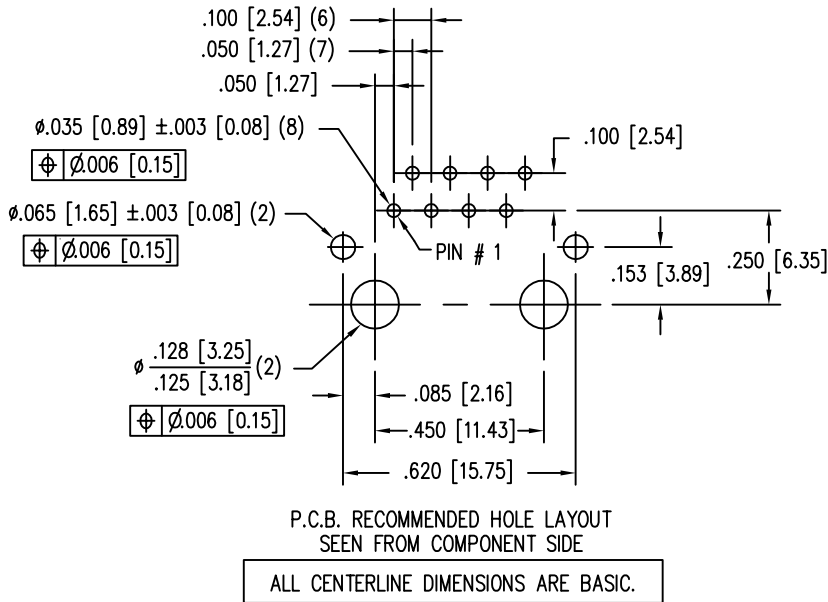 .100 [2.54] (6)
.050 [1.27] (7)
.050 [1.27]
ø.035 [0.89] ±.003 [0.08] (8)
.100 [2.54]
⌖ Ø.006 [0.15]
ø.065 [1.65] ±.003 [0.08] (2)
⌖ Ø.006 [0.15]
PIN # 1
.153 [3.89]
.250 [6.35]
ø .128 [3.25]
.125 [3.18] (2)
⌖ Ø.006 [0.15]
.085 [2.16]
.450 [11.43]
.620 [15.75]
P.C.B. RECOMMENDED HOLE LAYOUT
SEEN FROM COMPONENT SIDE
ALL CENTERLINE DIMENSIONS ARE BASIC.